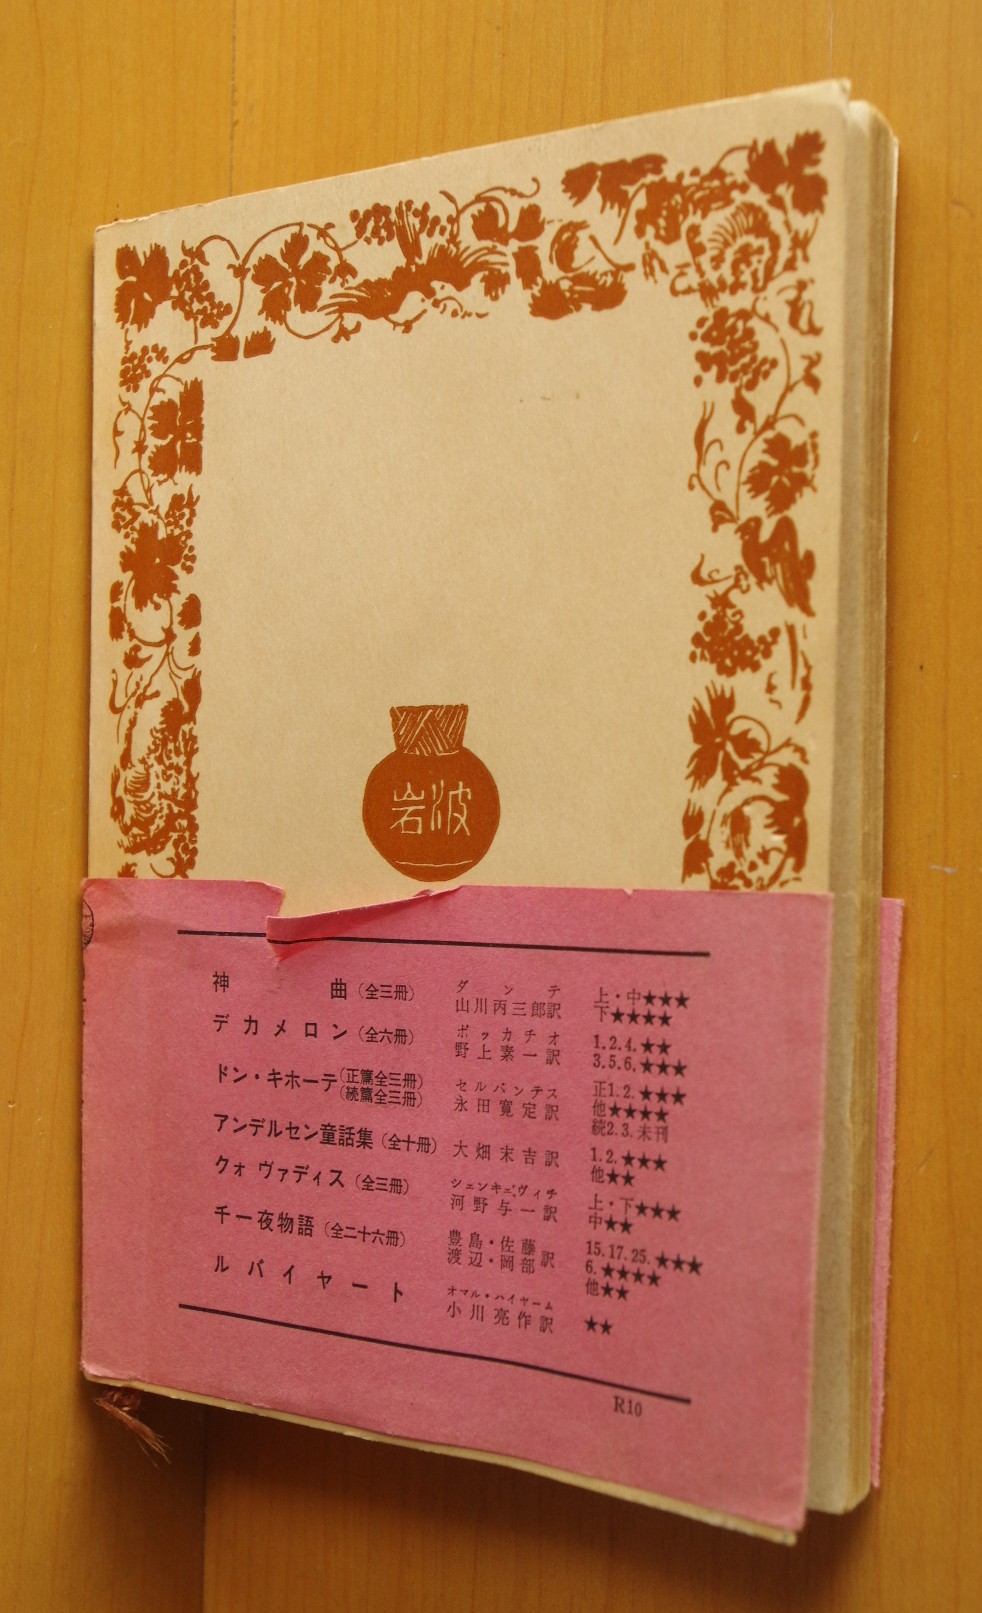 岩波
神曲（全三冊） ダンテ 山川丙三郎訳 上・中★★★ 下★★★★
デカメロン（全六冊） ボッカチオ 野上素一訳 1.2.4.★★ 3.5.6.★★★
ドン・キホーテ（正篇全三冊）（続篇全三冊） セルバンテス 永田寛定訳 正1.2.★★★ 他★★★★ 続2.3.未刊
アンデルセン童話集（全十冊） 大畑末吉訳 1.2.★★★ 他★★
クォ ヴァディス（全三冊） シェンキェヴィチ 河野与一訳 上・下★★★ 中★★
千一夜物語（全二十六冊） 豊島・佐藤 渡辺・岡部 訳 15.17.25.★★★ 6.★★★★ 他★★
ルバイヤート オマル・ハイヤーム 小川亮作訳 ★★
R10